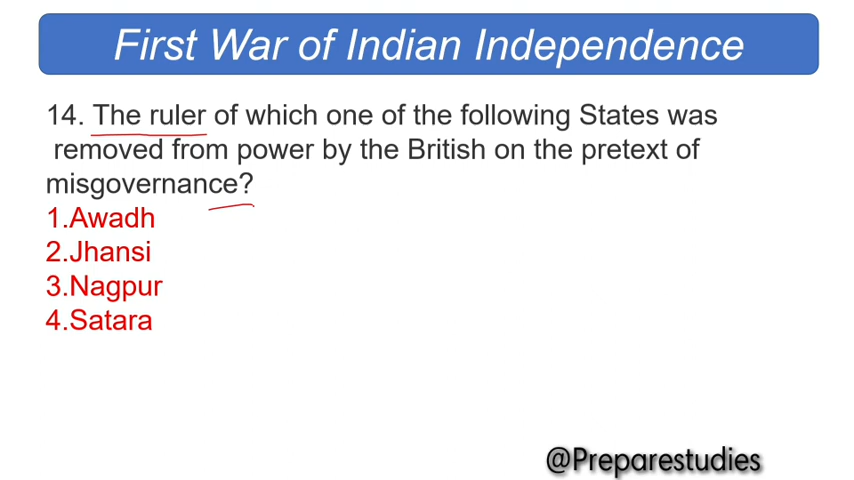 First War of Indian Independence
14. The ruler of which one of the following States was
removed from power by the British on the pretext of
misgovernance?
1.Awadh
2.Jhansi
3.Nagpur
4.Satara
@Preparestudies